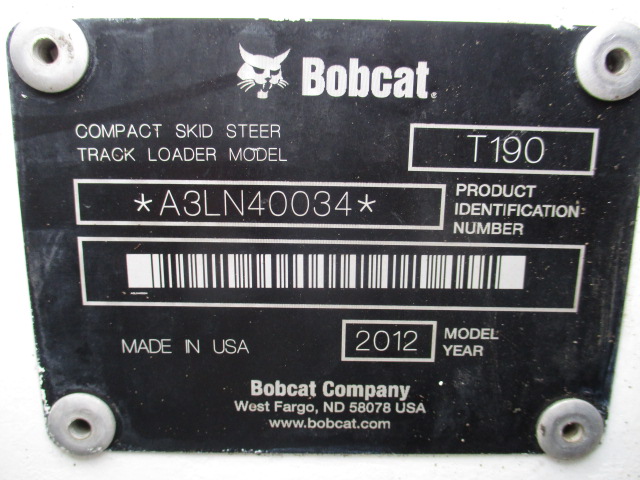 Bobcat®
COMPACT SKID STEER
TRACK LOADER MODEL
T190
*A3LN40034*
PRODUCT
IDENTIFICATION
NUMBER
MADE IN USA
2012
MODEL
YEAR
Bobcat Company
West Fargo, ND 58078 USA
www.bobcat.com